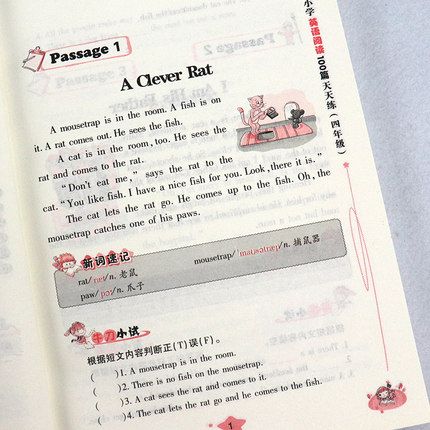 小学英语阅读100篇天天练(四年级)
Passage 1
A Clever Rat
A mousetrap is in the room. A fish is on
it. A rat comes out. He sees the fish.
A cat is in the room, too. He sees the
rat and comes to the rat.
“Don't eat me,” says the rat to the
cat. “You like fish. I have a nice fish for you. Look, there it is.”
The cat lets the rat go. He comes up to the fish. Oh, the
mousetrap catches one of his paws.
新词速记
rat/ræt/n. 老鼠
mousetrap/ˈmaʊstræp/n. 捕鼠器
paw/pɔː/n. 爪子
牛刀小试
根据短文内容判断正(T)误(F)。
( )1. A mousetrap is in the room.
( )2. There is no fish on the mousetrap.
( )3. A cat sees the rat and comes to it.
( )4. The cat lets the rat go and he comes to the fish.
1